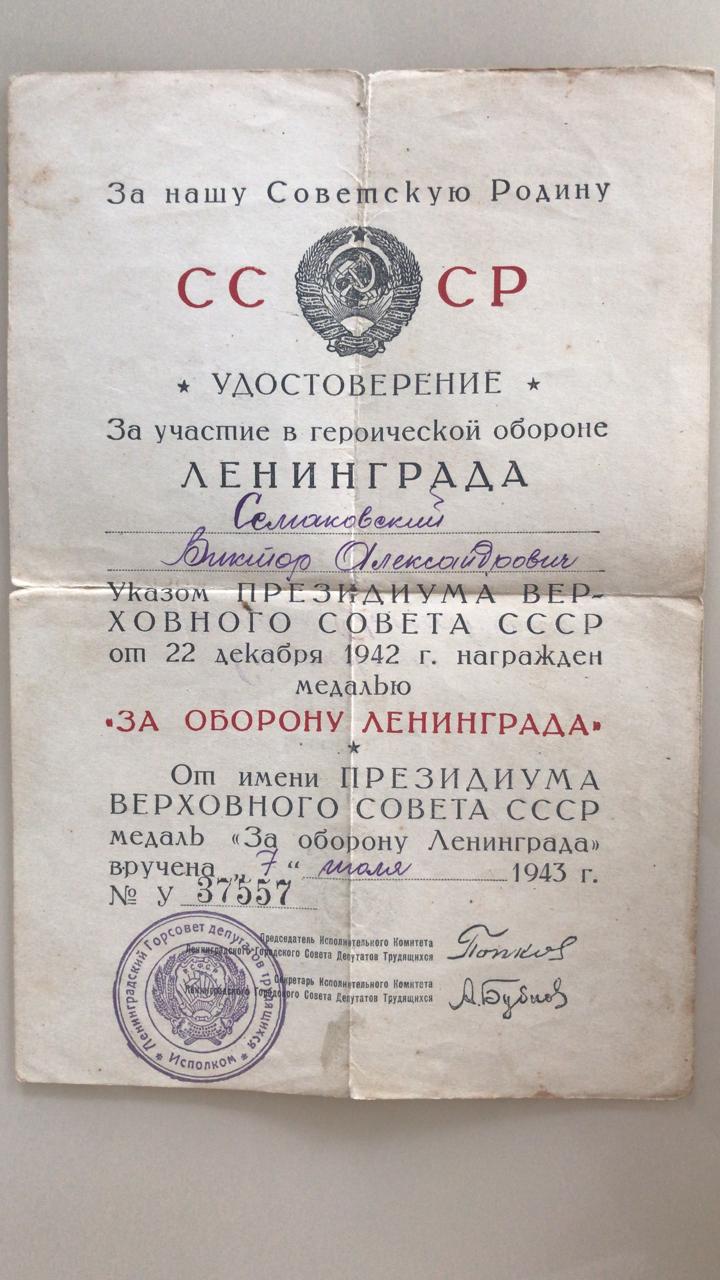 За нашу Советскую Родину
СССР
★ УДОСТОВЕРЕНИЕ ★
За участие в героической обороне
ЛЕНИНГРАДА
Семаковский
Виктор Александрович
Указом ПРЕЗИДИУМА ВЕР-
ХОВНОГО СОВЕТА СССР
от 22 декабря 1942 г. награжден
медалью
«ЗА ОБОРОНУ ЛЕНИНГРАДА»
★
От имени ПРЕЗИДИУМА
ВЕРХОВНОГО СОВЕТА СССР
медаль «За оборону Ленинграда»
вручена „ 7 “ июля 1943 г.
№ У 37557
Председатель Исполнительного Комитета
Ленинградского Городского Совета Депутатов Трудящихся
Попков
Секретарь Исполнительного Комитета
Ленинградского Городского Совета Депутатов Трудящихся
А.Бубнов
Ленинградский Горсовет депутатов трудящихся
★ Исполком ★
РСФСР